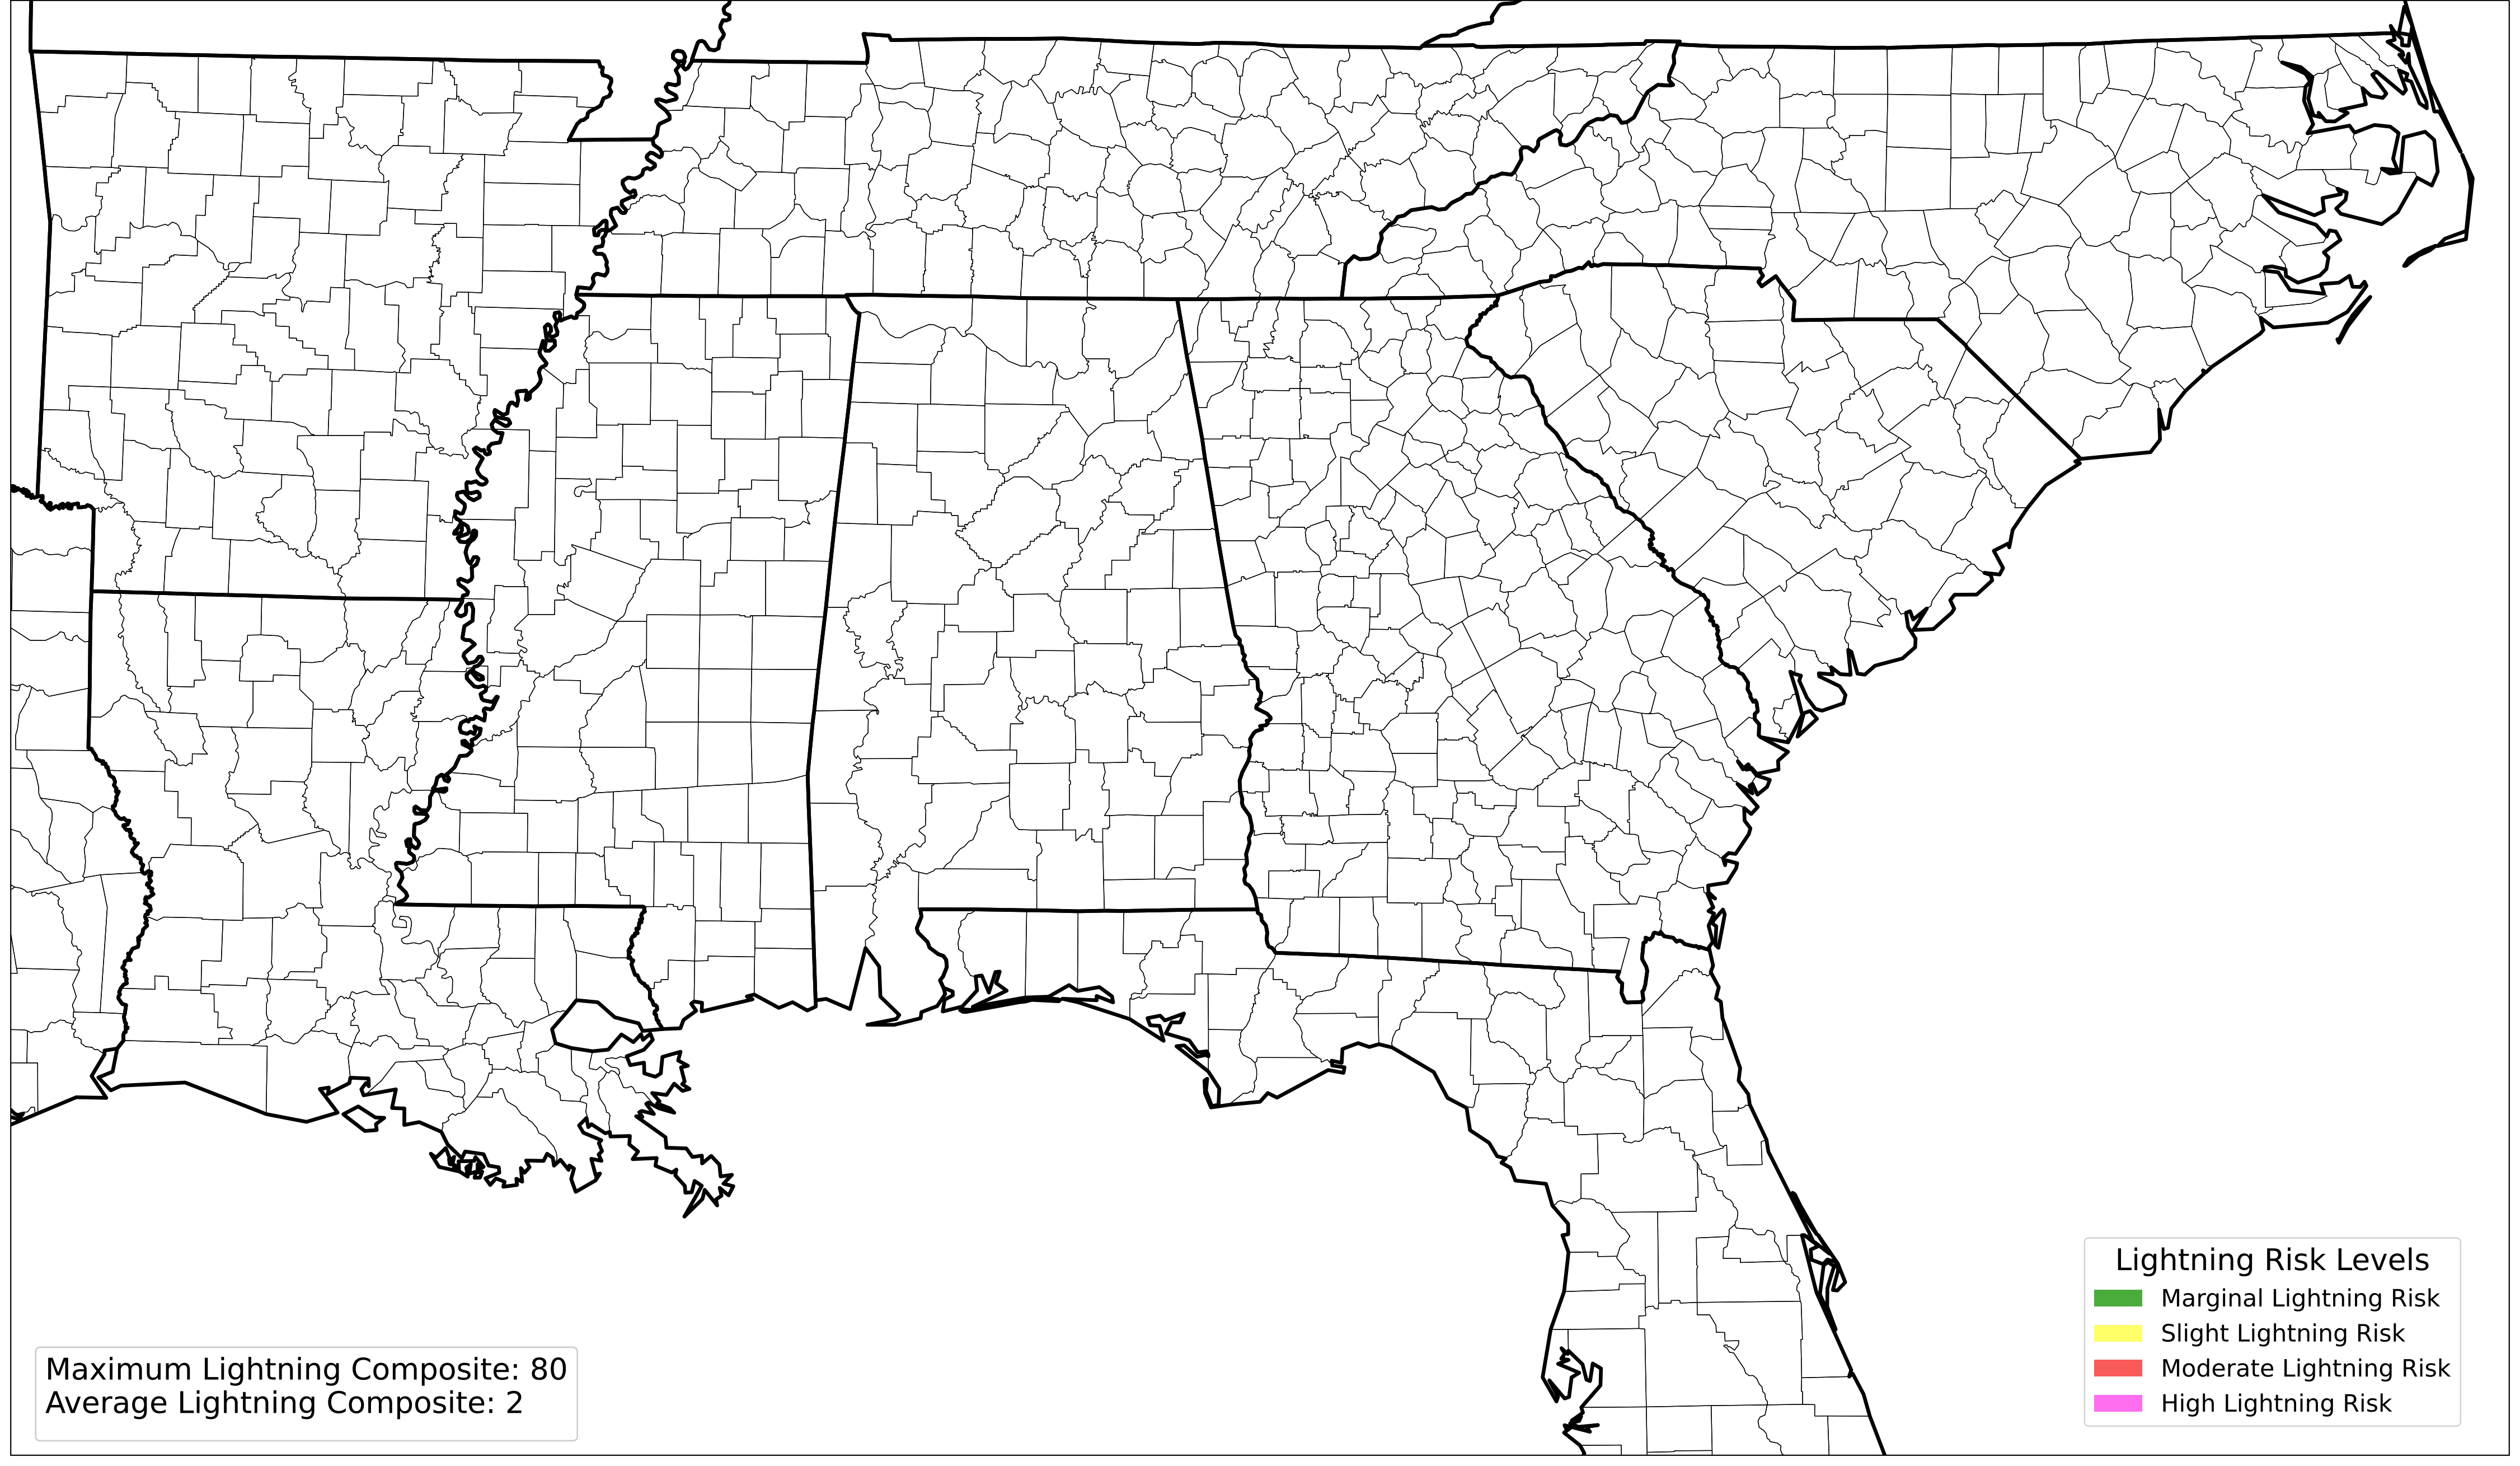 Maximum Lightning Composite: 80
Average Lightning Composite: 2
Lightning Risk Levels
Marginal Lightning Risk
Slight Lightning Risk
Moderate Lightning Risk
High Lightning Risk